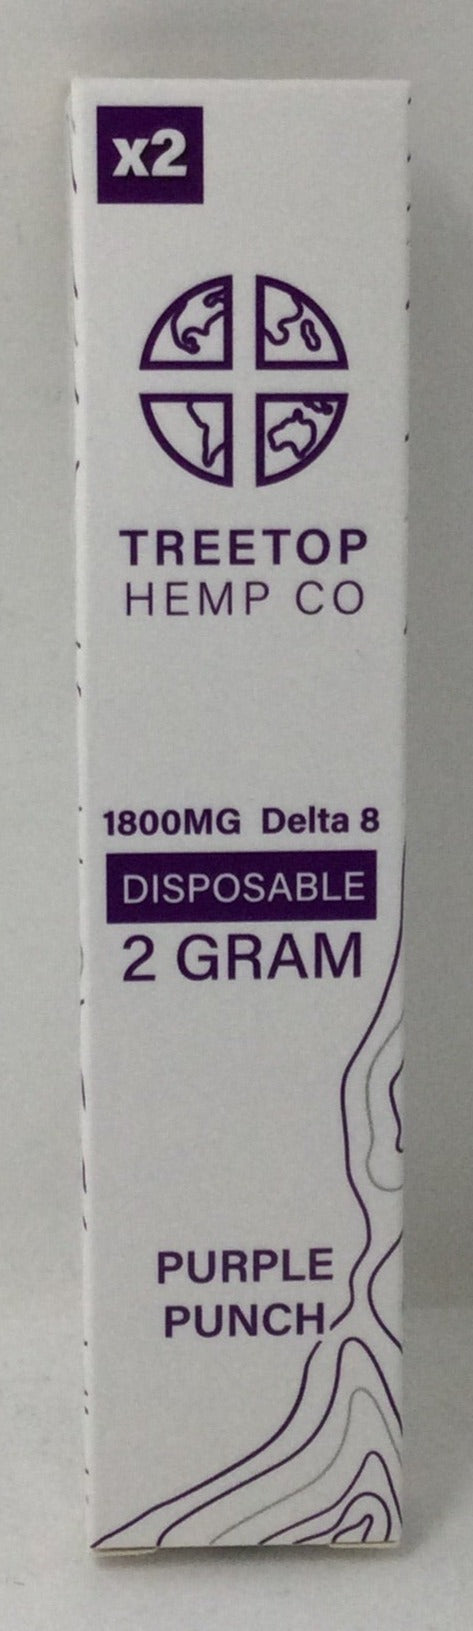 x2
TREETOP
HEMP CO
1800MG Delta 8
DISPOSABLE
2 GRAM
PURPLE
PUNCH